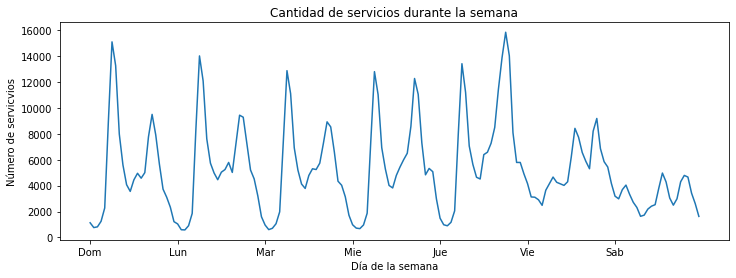 Cantidad de servicios durante la semana
Número de servicvios
16000
14000
12000
10000
8000
6000
4000
2000
0
Dom Lun Mar Mie Jue Vie Sab
Día de la semana